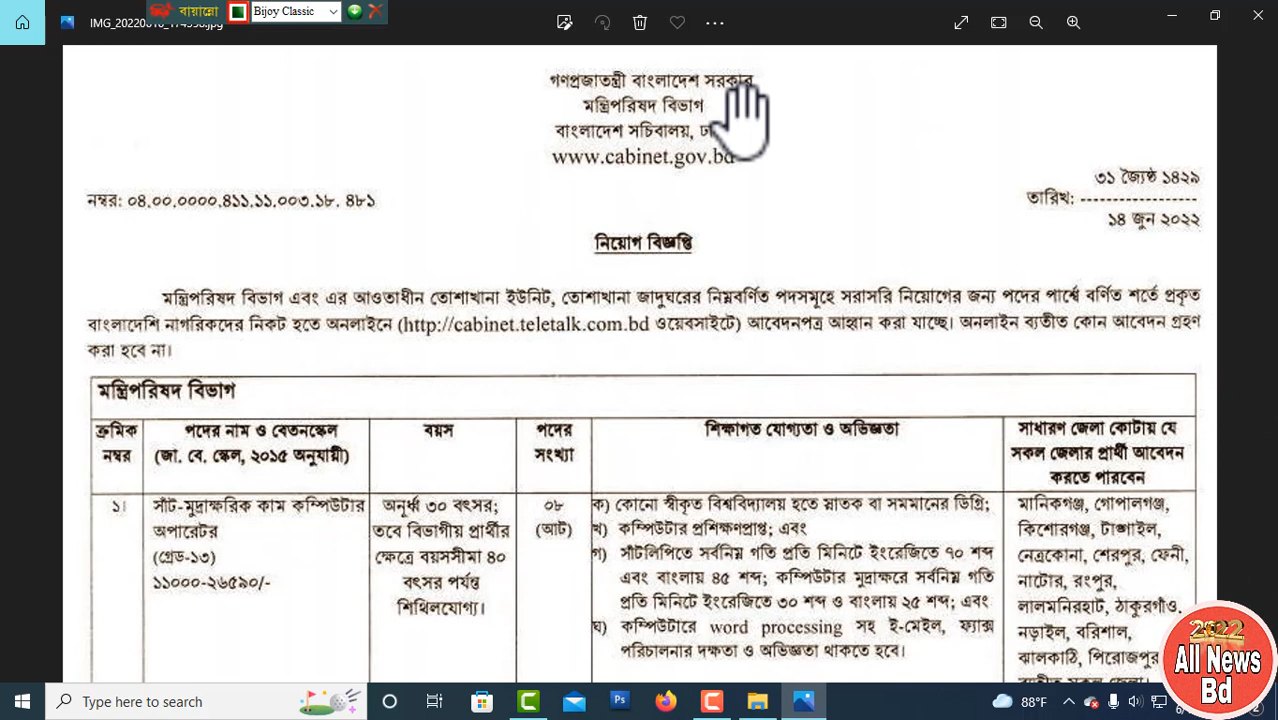 বায়ান্নো
Bijoy Classic
গণপ্রজাতন্ত্রী বাংলাদেশ সরকার
মন্ত্রিপরিষদ বিভাগ
বাংলাদেশ সচিবালয়,
www.cabinet.gov.bd
৩১ জ্যৈষ্ঠ ১৪২৯
নম্বর: ০৪.০০.০০০০.৪১১.১১.০০৩.১৮. ৪৮১
তারিখ: -----------------
১৪ জুন ২০২২
নিয়োগ বিজ্ঞপ্তি
মন্ত্রিপরিষদ বিভাগ এবং এর আওতাধীন তোশাখানা ইউনিট, তোশাখানা জাদুঘরের নিম্নবর্ণিত পদসমূহে সরাসরি নিয়োগের জন্য পদের পার্শ্বে বর্ণিত শর্তে প্রকৃত
বাংলাদেশি নাগরিকদের নিকট হতে অনলাইনে (http://cabinet.teletalk.com.bd ওয়েবসাইটে) আবেদনপত্র আহ্বান করা যাচ্ছে। অনলাইন ব্যতীত কোন আবেদন গ্রহণ
করা হবে না।
মন্ত্রিপরিষদ বিভাগ
ক্রমিক
নম্বর
পদের নাম ও বেতনস্কেল
(জা. বে. স্কেল, ২০১৫ অনুযায়ী)
বয়স
পদের
সংখ্যা
শিক্ষাগত যোগ্যতা ও অভিজ্ঞতা
সাধারণ জেলা কোটায় যে
সকল জেলার প্রার্থী আবেদন
করতে পারবেন
১।
সাঁট-মুদ্রাক্ষরিক কাম কম্পিউটার
অপারেটর
(গ্রেড-১৩)
১১০০০-২৬৫৯০/-
অনূর্ধ্ব ৩০ বৎসর;
তবে বিভাগীয় প্রার্থীর
ক্ষেত্রে বয়সসীমা ৪০
বৎসর পর্যন্ত
শিথিলযোগ্য।
০৮
(আট)
ক) কোনো স্বীকৃত বিশ্ববিদ্যালয় হতে স্নাতক বা সমমানের ডিগ্রি;
খ) কম্পিউটার প্রশিক্ষণপ্রাপ্ত; এবং
গ) সাঁটলিপিতে সর্বনিম্ন গতি প্রতি মিনিটে ইংরেজিতে ৭০ শব্দ
এবং বাংলায় ৪৫ শব্দ; কম্পিউটার মুদ্রাক্ষরে সর্বনিম্ন গতি
প্রতি মিনিটে ইংরেজিতে ৩০ শব্দ ও বাংলায় ২৫ শব্দ; এবং
ঘ) কম্পিউটারে word processing সহ ই-মেইল, ফ্যাক্স
পরিচালনার দক্ষতা ও অভিজ্ঞতা থাকতে হবে।
মানিকগঞ্জ, গোপালগঞ্জ,
কিশোরগঞ্জ, টাঙ্গাইল,
নেত্রকোনা, শেরপুর, ফেনী,
নাটোর, রংপুর,
লালমনিরহাট, ঠাকুরগাঁও,
নড়াইল, বরিশাল,
ঝালকাঠি, পিরোজপুর
ব্যতীত সকল জেলা।
2022
All News
Bd
Type here to search
Ps
88°F